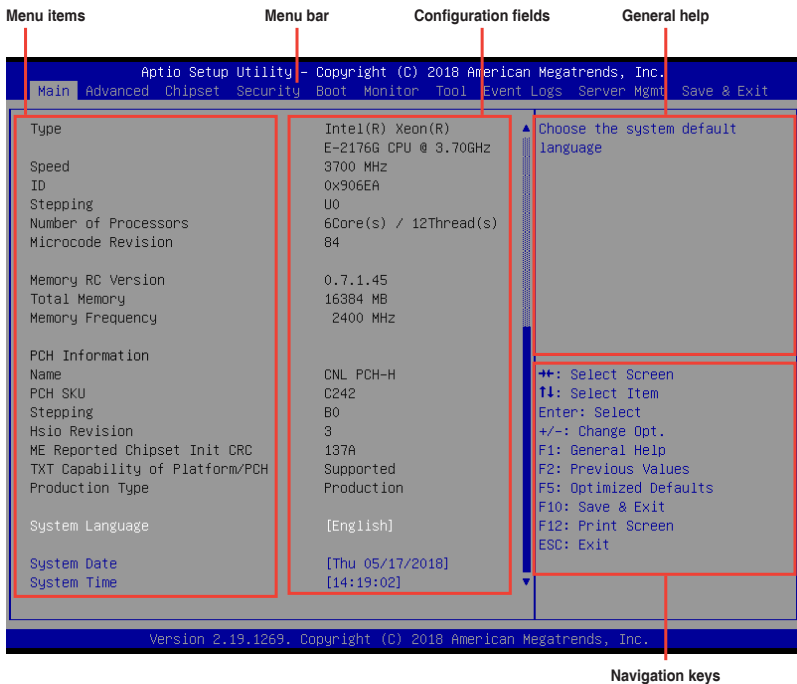 Menu items Menu bar Configuration fields General help
Aptio Setup Utility – Copyright (C) 2018 American Megatrends, Inc.
Main Advanced Chipset Security Boot Monitor Tool Event Logs Server Mgmt Save & Exit
Type Intel(R) Xeon(R)
E-2176G CPU @ 3.70GHz
Speed 3700 MHz
ID 0x906EA
Stepping U0
Number of Processors 6Core(s) / 12Thread(s)
Microcode Revision 84
Memory RC Version 0.7.1.45
Total Memory 16384 MB
Memory Frequency 2400 MHz
PCH Information
Name CNL PCH-H
PCH SKU C242
Stepping B0
Hsio Revision 3
ME Reported Chipset Init CRC 137A
TXT Capability of Platform/PCH Supported
Production Type Production
System Language [English]
System Date [Thu 05/17/2018]
System Time [14:19:02]
Choose the system default
language
→←: Select Screen
↑↓: Select Item
Enter: Select
+/-: Change Opt.
F1: General Help
F2: Previous Values
F5: Optimized Defaults
F10: Save & Exit
F12: Print Screen
ESC: Exit
Version 2.19.1269. Copyright (C) 2018 American Megatrends, Inc.
Navigation keys